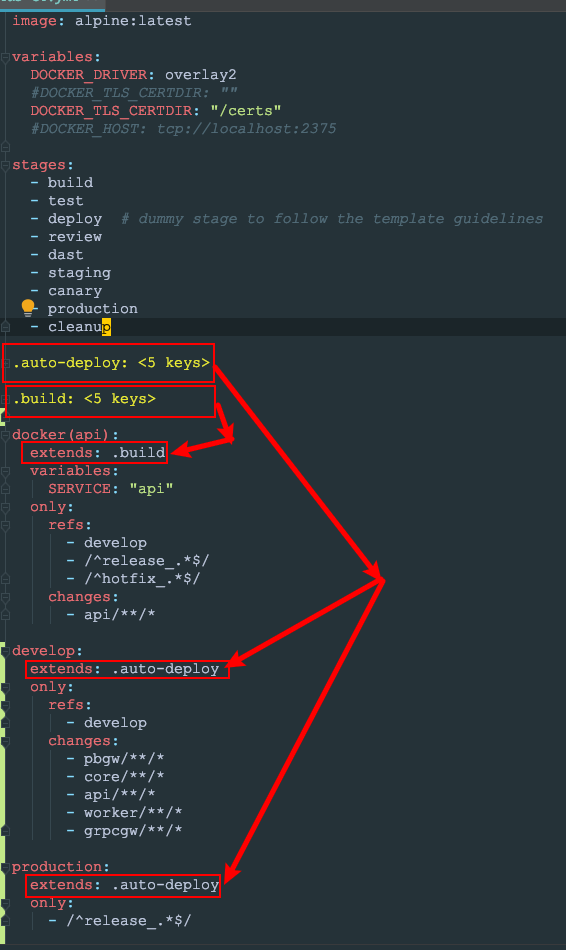 image: alpine:latest
variables:
DOCKER_DRIVER: overlay2
#DOCKER_TLS_CERTDIR: ""
DOCKER_TLS_CERTDIR: "/certs"
#DOCKER_HOST: tcp://localhost:2375
stages:
- build
- test
- deploy # dummy stage to follow the template guidelines
- review
- dast
- staging
- canary
- production
- cleanup
.auto-deploy: <5 keys>
.build: <5 keys>
docker(api):
extends: .build
variables:
SERVICE: "api"
only:
refs:
- develop
- /^release_.*$/
- /^hotfix_.*$/
changes:
- api/**/*
develop:
extends: .auto-deploy
only:
refs:
- develop
changes:
- pbgw/**/*
- core/**/*
- api/**/*
- worker/**/*
- grpcgw/**/*
production:
extends: .auto-deploy
only:
- /^release_.*$/